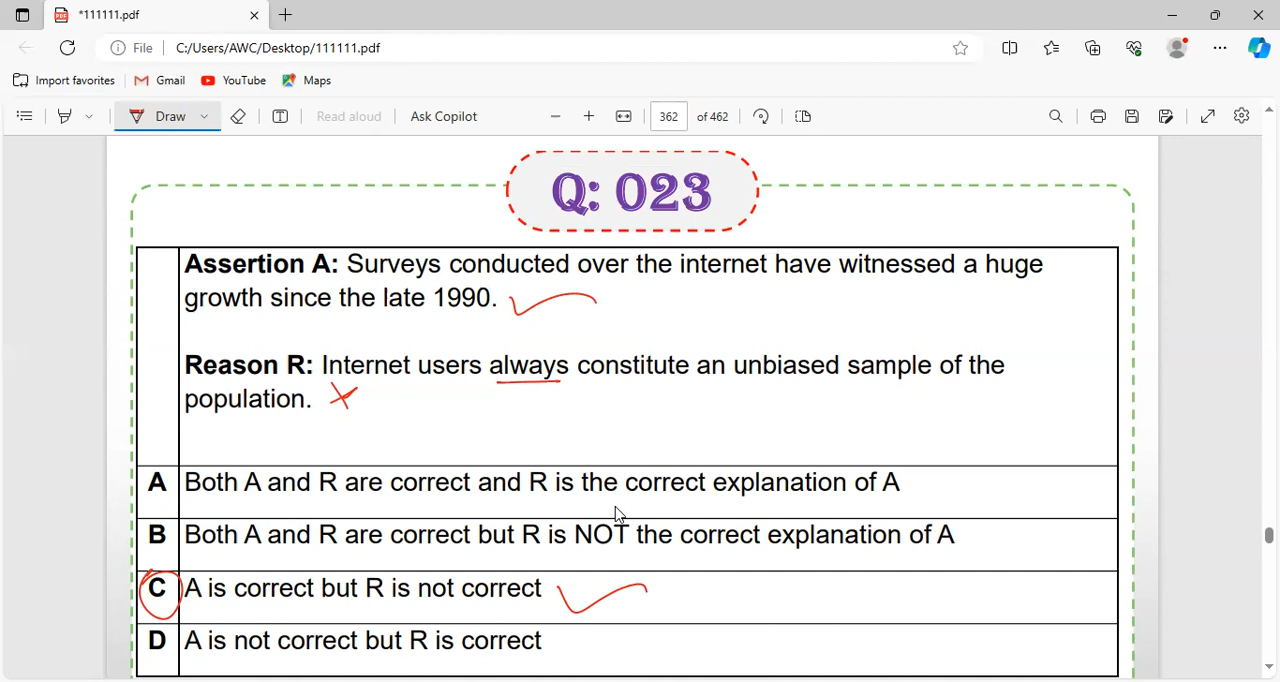 *111111.pdf
File C:/Users/AWC/Desktop/111111.pdf
Import favorites Gmail YouTube Maps
Draw Read aloud Ask Copilot 362 of 462
Q: 023
Assertion A: Surveys conducted over the internet have witnessed a huge
growth since the late 1990.
Reason R: Internet users always constitute an unbiased sample of the
population.
A Both A and R are correct and R is the correct explanation of A
B Both A and R are correct but R is NOT the correct explanation of A
C A is correct but R is not correct
D A is not correct but R is correct